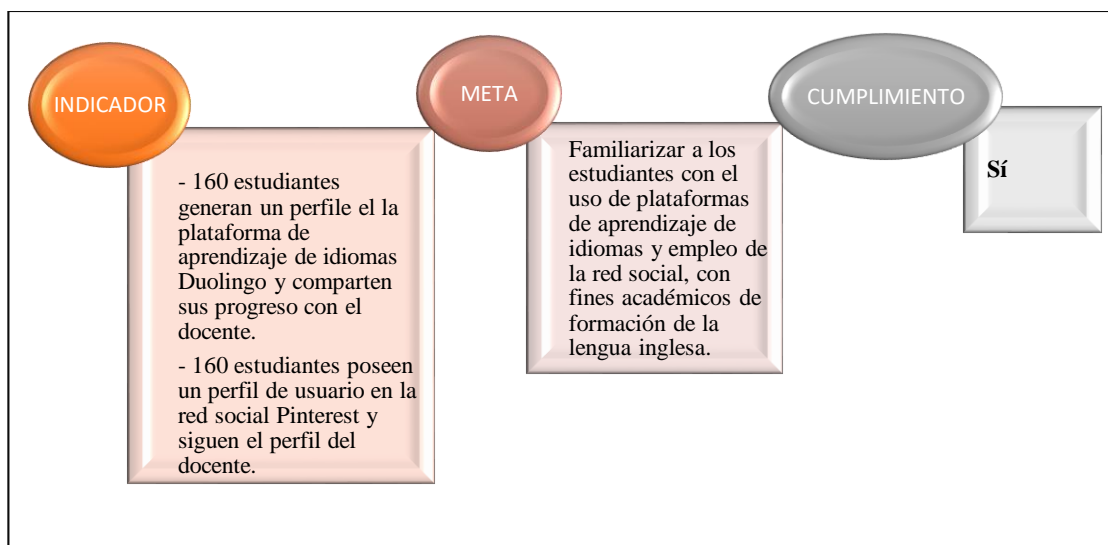 INDICADOR
- 160 estudiantes
generan un perfile el la
plataforma de
aprendizaje de idiomas
Duolingo y comparten
sus progreso con el
docente.
- 160 estudiantes poseen
un perfil de usuario en la
red social Pinterest y
siguen el perfil del
docente.
META
Familiarizar a los
estudiantes con el
uso de plataformas
de aprendizaje de
idiomas y empleo de
la red social, con
fines académicos de
formación de la
lengua inglesa.
CUMPLIMIENTO
Sí